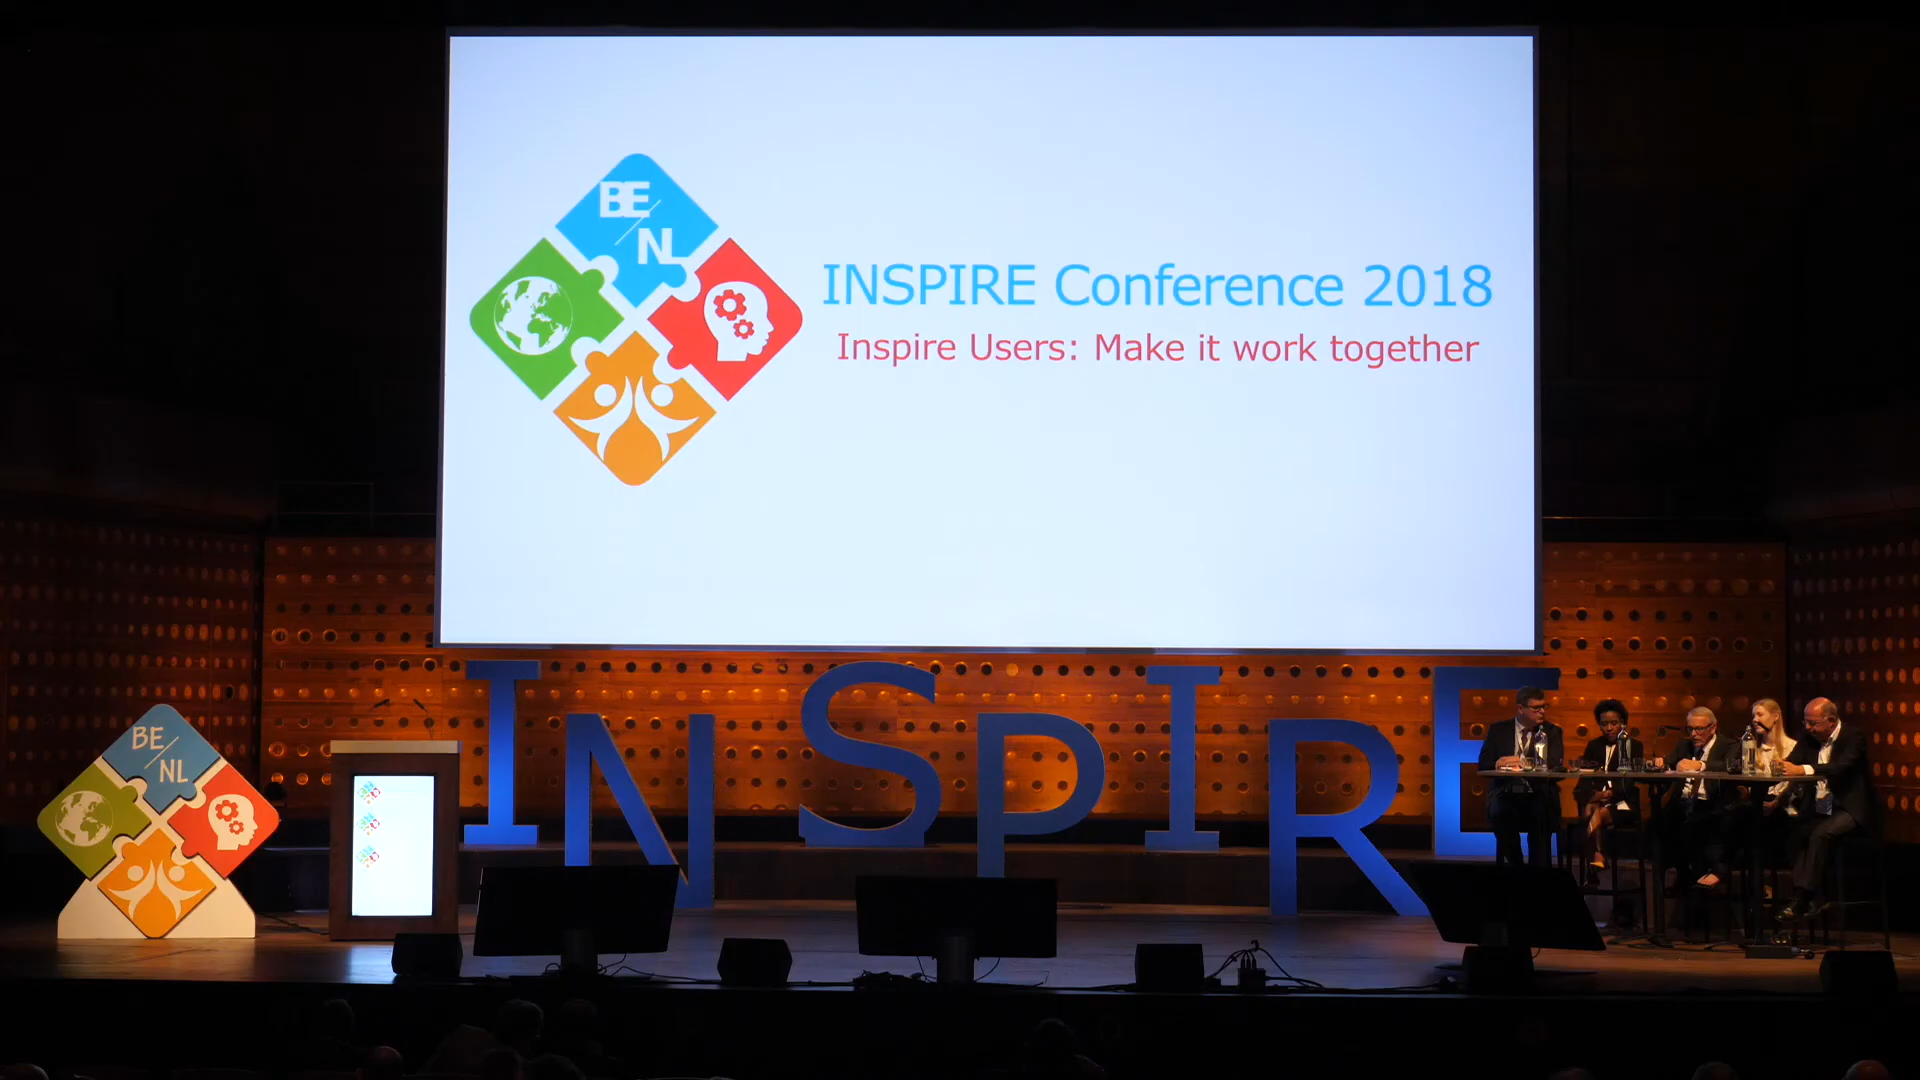 BE/
NL
INSPIRE Conference 2018
Inspire Users: Make it work together
INSPIRE
BE/
NL